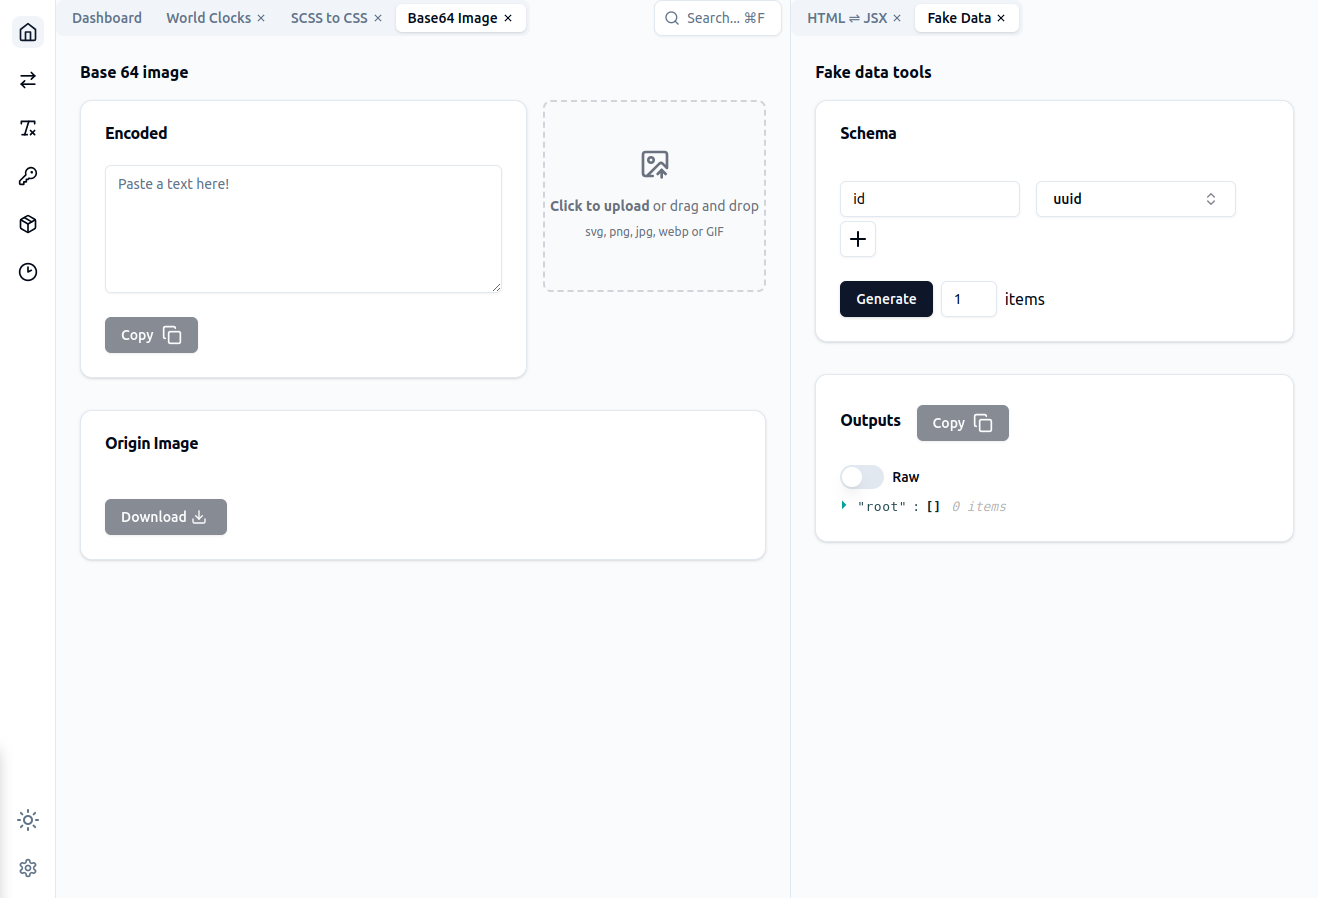 Dashboard World Clocks × SCSS to CSS × Base64 Image × Search... ⌘F
Base 64 image
Encoded
Paste a text here!
Copy
Click to upload or drag and drop
svg, png, jpg, webp or GIF
Origin Image
Download
HTML ⇌ JSX × Fake Data ×
Fake data tools
Schema
id uuid
Generate 1 items
Outputs Copy
Raw
"root" : [] 0 items